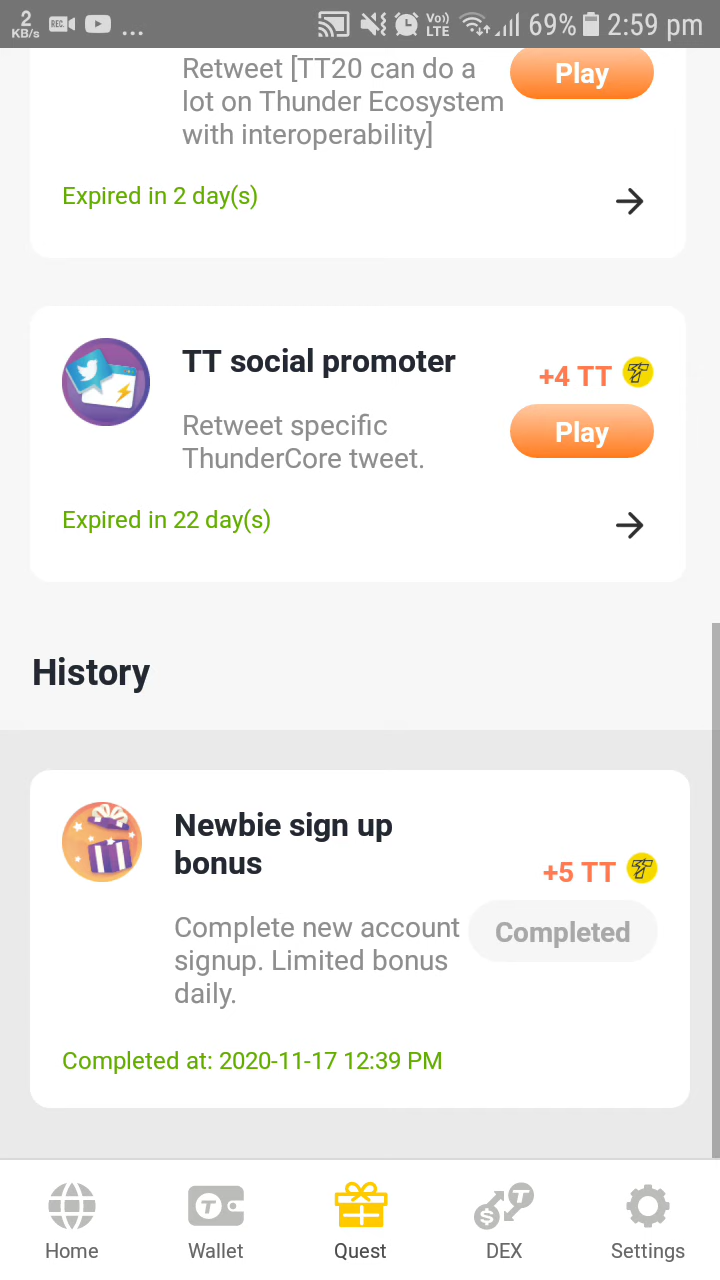 2
KB/s
REC
...
Vo))
LTE
69%
2:59 pm
Retweet [TT20 can do a
lot on Thunder Ecosystem
with interoperability]
Play
Expired in 2 day(s)
TT social promoter
+4 TT
Retweet specific
ThunderCore tweet.
Play
Expired in 22 day(s)
History
Newbie sign up
bonus
+5 TT
Complete new account
signup. Limited bonus
daily.
Completed
Completed at: 2020-11-17 12:39 PM
Home
Wallet
Quest
DEX
Settings